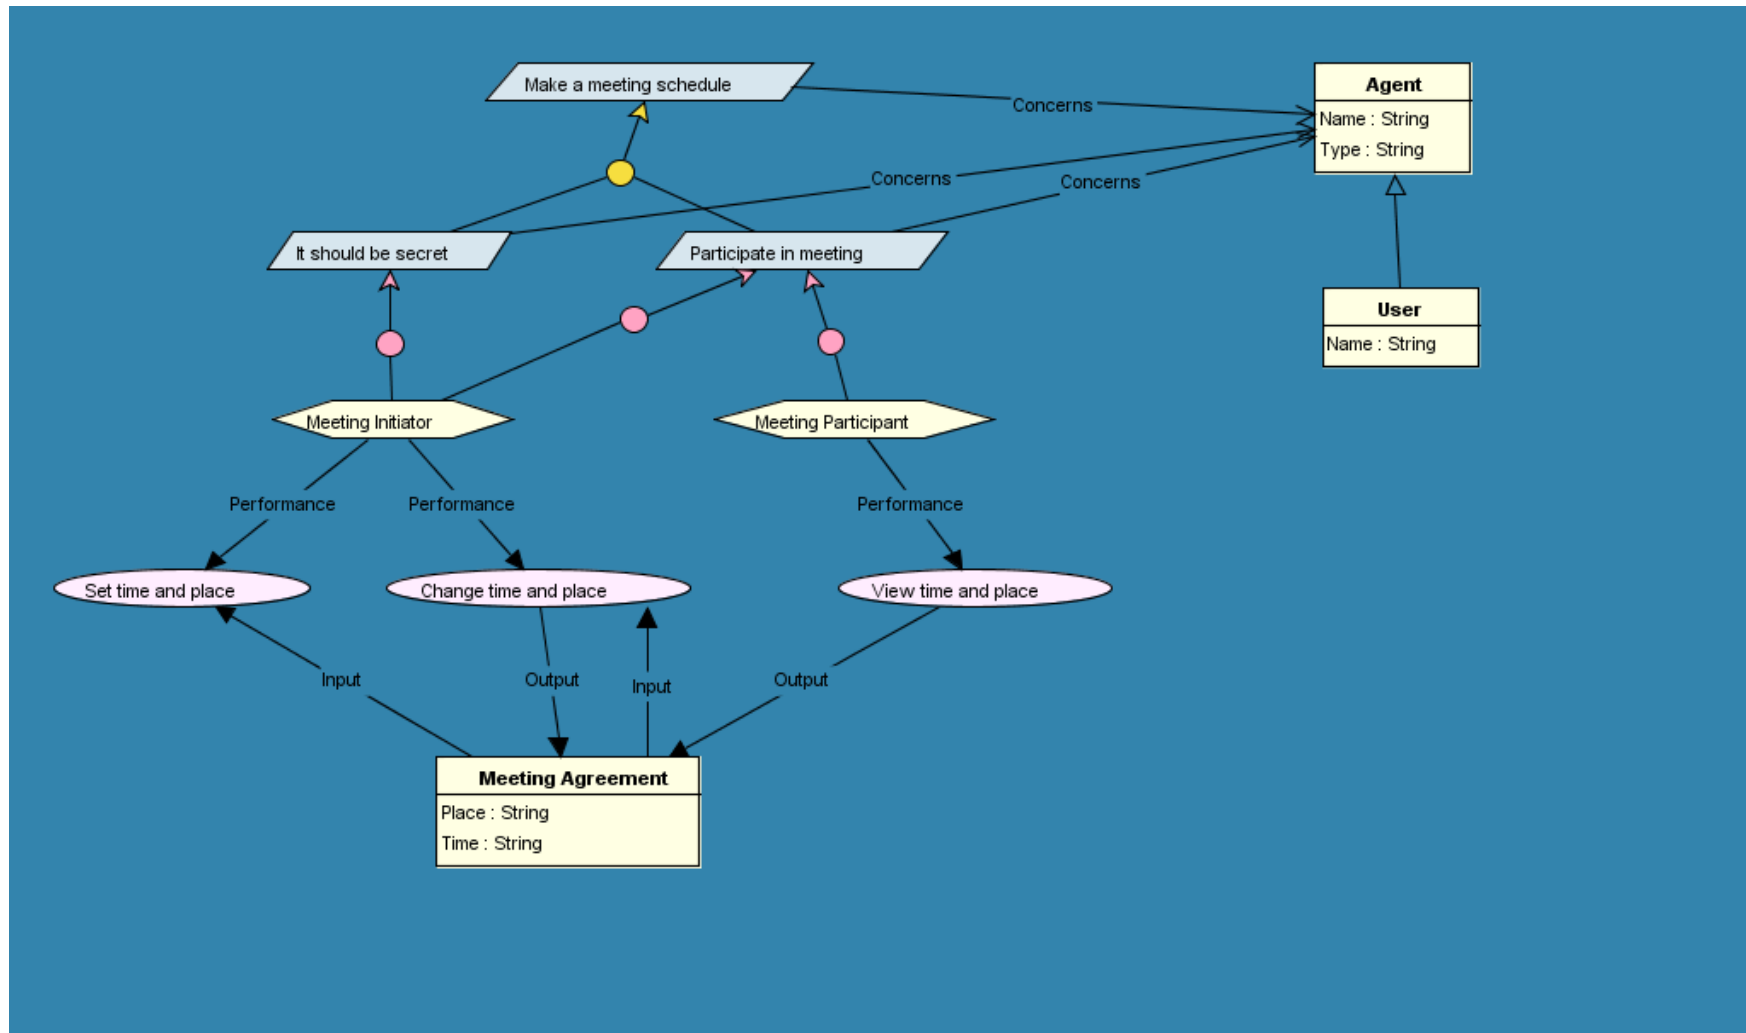 Make a meeting schedule
Concerns
Agent
Name : String
Type : String
Concerns
Concerns
It should be secret
Participate in meeting
User
Name : String
Meeting Initiator
Meeting Participant
Performance
Performance
Performance
Set time and place
Change time and place
View time and place
Input
Output
Input
Output
Meeting Agreement
Place : String
Time : String